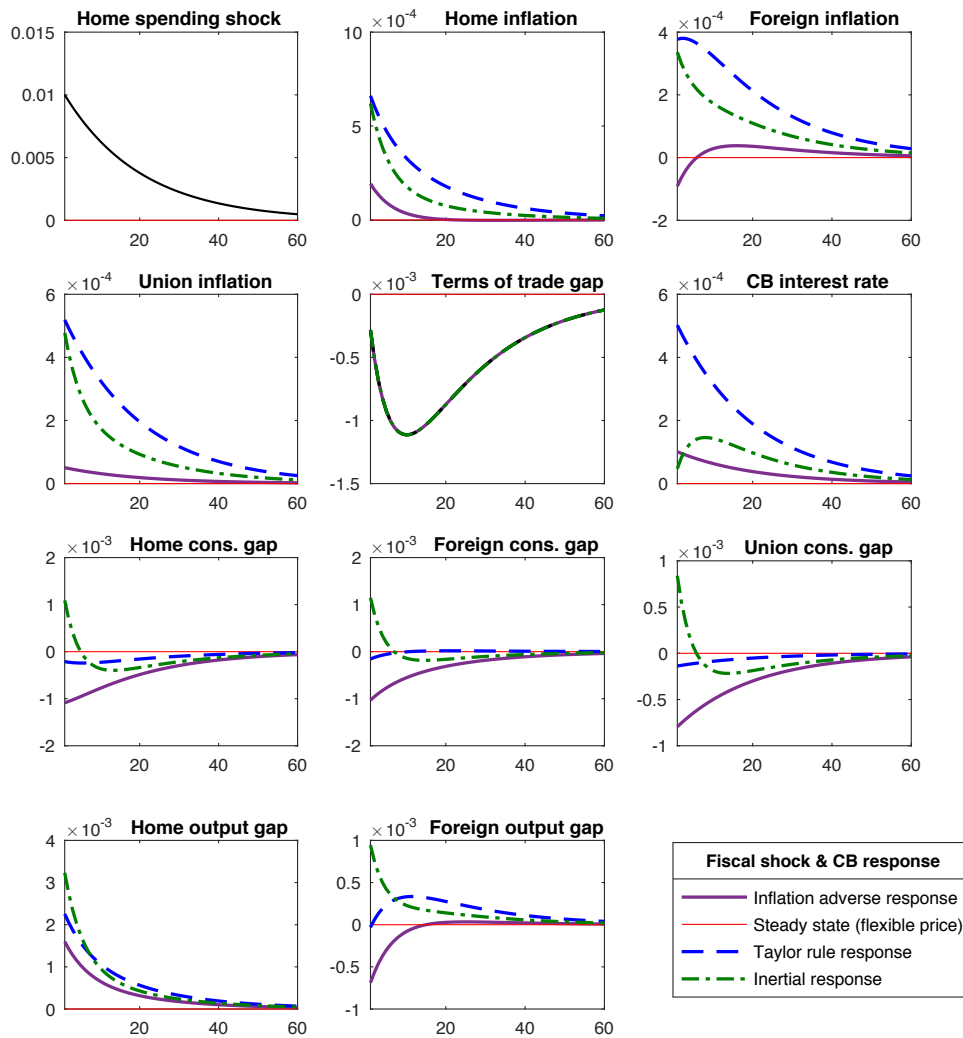 Home spending shock
0.015
0.01
0.005
0
20 40 60
Home inflation
×10-4
10
5
0
20 40 60
Foreign inflation
×10-4
4
2
0
-2
20 40 60
Union inflation
×10-4
6
4
2
0
20 40 60
Terms of trade gap
×10-3
0
-0.5
-1
-1.5
20 40 60
CB interest rate
×10-4
6
4
2
0
20 40 60
Home cons. gap
×10-3
2
1
0
-1
-2
20 40 60
Foreign cons. gap
×10-3
2
1
0
-1
-2
20 40 60
Union cons. gap
×10-3
1
0.5
0
-0.5
-1
20 40 60
Home output gap
×10-3
4
3
2
1
0
20 40 60
Foreign output gap
×10-3
1
0.5
0
-0.5
-1
20 40 60
Fiscal shock & CB response
Inflation adverse response
Steady state (flexible price)
Taylor rule response
Inertial response